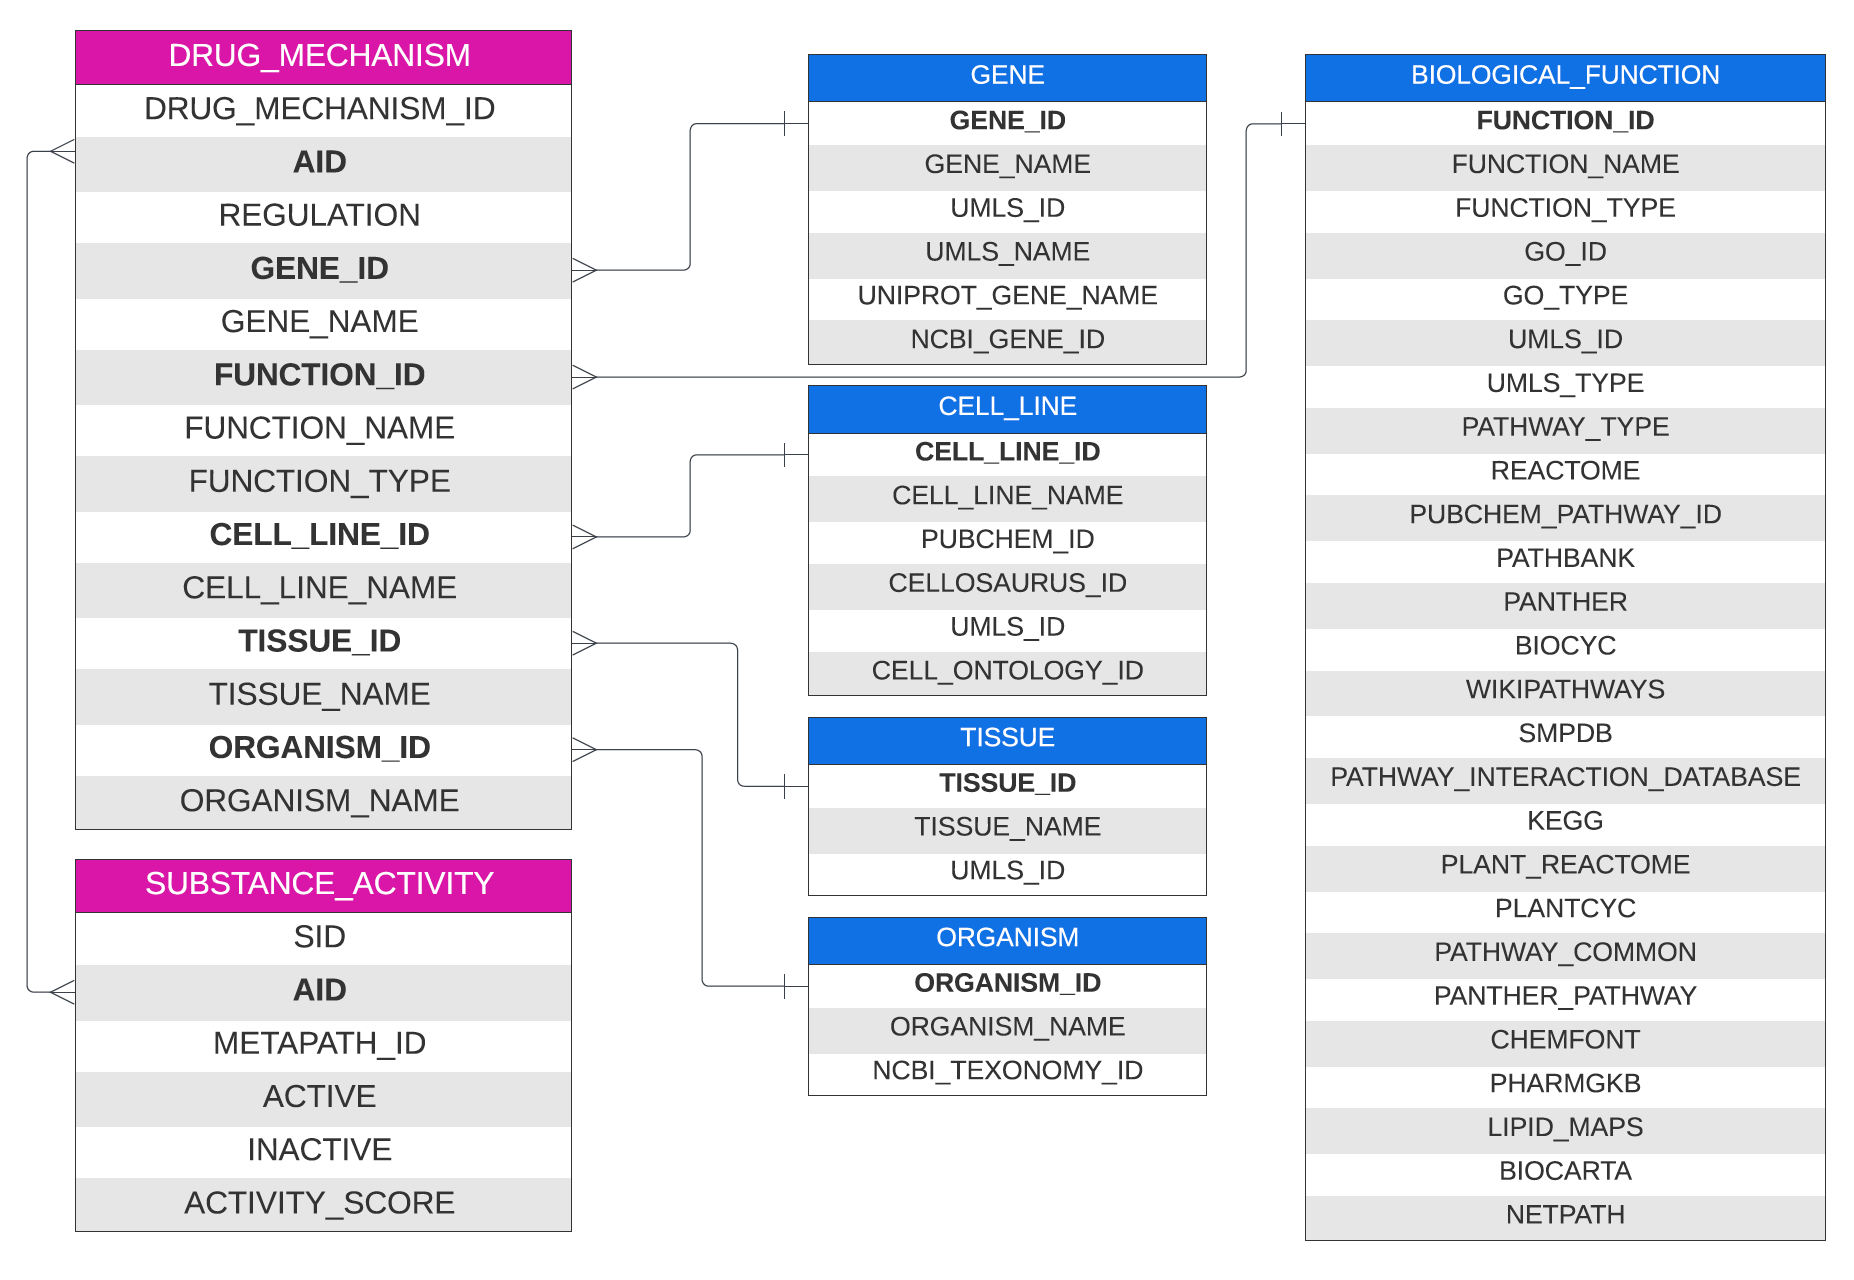 DRUG_MECHANISM
DRUG_MECHANISM_ID
AID
REGULATION
GENE_ID
GENE_NAME
FUNCTION_ID
FUNCTION_NAME
FUNCTION_TYPE
CELL_LINE_ID
CELL_LINE_NAME
TISSUE_ID
TISSUE_NAME
ORGANISM_ID
ORGANISM_NAME
SUBSTANCE_ACTIVITY
SID
AID
METAPATH_ID
ACTIVE
INACTIVE
ACTIVITY_SCORE
GENE
GENE_ID
GENE_NAME
UMLS_ID
UMLS_NAME
UNIPROT_GENE_NAME
NCBI_GENE_ID
CELL_LINE
CELL_LINE_ID
CELL_LINE_NAME
PUBCHEM_ID
CELLOSAURUS_ID
UMLS_ID
CELL_ONTOLOGY_ID
TISSUE
TISSUE_ID
TISSUE_NAME
UMLS_ID
ORGANISM
ORGANISM_ID
ORGANISM_NAME
NCBI_TEXONOMY_ID
BIOLOGICAL_FUNCTION
FUNCTION_ID
FUNCTION_NAME
FUNCTION_TYPE
GO_ID
GO_TYPE
UMLS_ID
UMLS_TYPE
PATHWAY_TYPE
REACTOME
PUBCHEM_PATHWAY_ID
PATHBANK
PANTHER
BIOCYC
WIKIPATHWAYS
SMPDB
PATHWAY_INTERACTION_DATABASE
KEGG
PLANT_REACTOME
PLANTCYC
PATHWAY_COMMON
PANTHER_PATHWAY
CHEMFONT
PHARMGKB
LIPID_MAPS
BIOCARTA
NETPATH